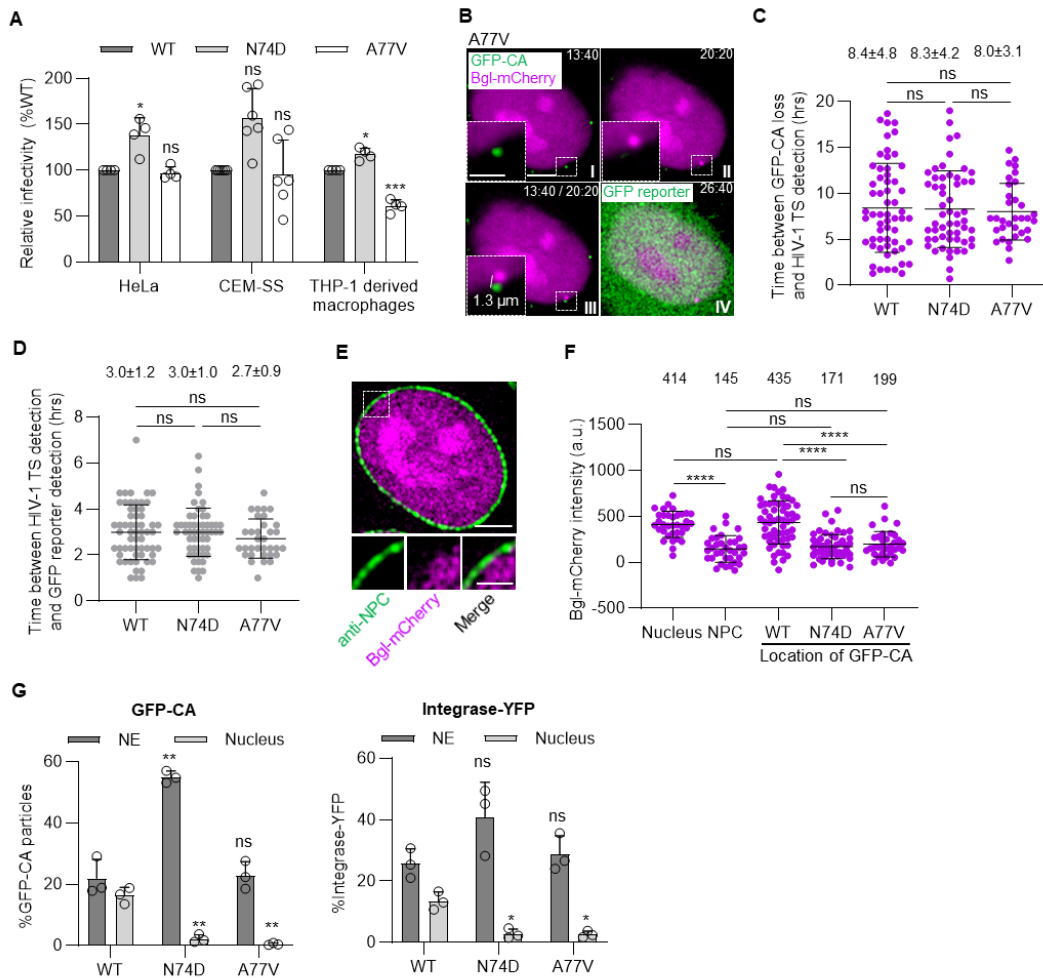 A
WT N74D A77V
Relative infectivity (%WT)
200
150
100
50
0
* ns ns ns * ***
HeLa CEM-SS THP-1 derived
macrophages
B
A77V
GFP-CA
Bgl-mCherry
13:40
I
20:20
II
13:40 / 20:20
1.3 µm
III
GFP reporter
26:40
IV
C
8.4±4.8 8.3±4.2 8.0±3.1
ns
ns ns
Time between GFP-CA loss
and HIV-1 TS detection (hrs)
20
15
10
5
0
WT N74D A77V
D
3.0±1.2 3.0±1.0 2.7±0.9
ns
ns ns
Time between HIV-1 TS detection
and GFP reporter detection (hrs)
8
6
4
2
0
WT N74D A77V
E
anti-NPC
Bgl-mCherry
Merge
F
414 145 435 171 199
ns
ns
****
ns ****
**** ns
Bgl-mCherry intensity (a.u.)
1500
1000
500
0
-500
Nucleus NPC WT N74D A77V
Location of GFP-CA
G
GFP-CA
NE Nucleus
%GFP-CA particles
60
40
20
0
** ** ns **
WT N74D A77V
Integrase-YFP
NE Nucleus
%Integrase-YFP
60
40
20
0
ns * ns *
WT N74D A77V